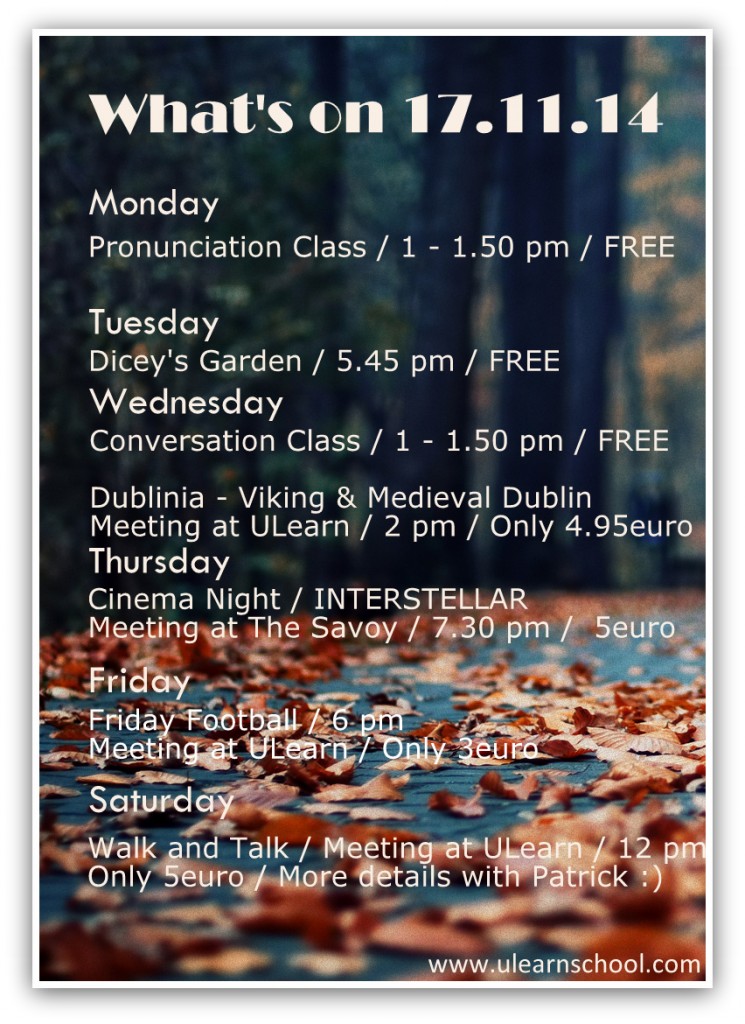 What's on 17.11.14
Monday
Pronunciation Class / 1 - 1.50 pm / FREE
Tuesday
Dicey's Garden / 5.45 pm / FREE
Wednesday
Conversation Class / 1 - 1.50 pm / FREE
Dublinia - Viking & Medieval Dublin
Meeting at ULearn / 2 pm / Only 4.95euro
Thursday
Cinema Night / INTERSTELLAR
Meeting at The Savoy / 7.30 pm /  5euro
Friday
Friday Football / 6 pm
Meeting at ULearn / Only 3euro
Saturday
Walk and Talk / Meeting at ULearn / 12 pm
Only 5euro / More details with Patrick :)
www.ulearnschool.com